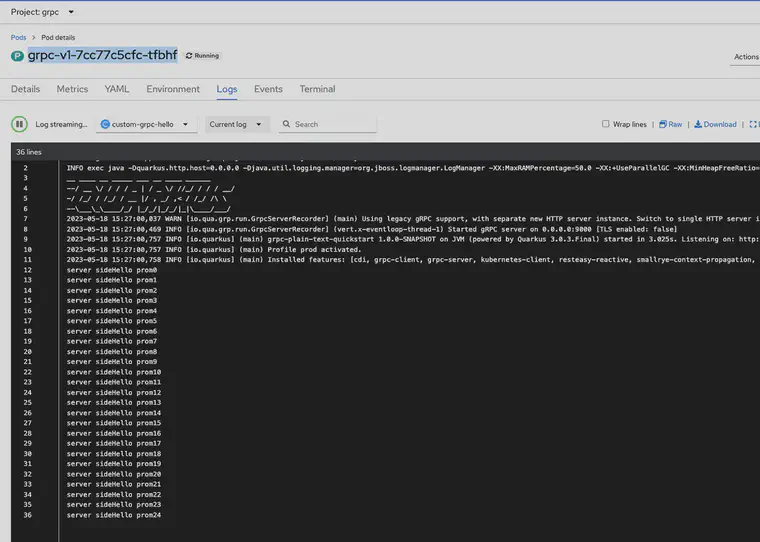 Project: grpc
Pods > Pod details
P grpc-v1-7cc77c5cfc-tfbhf Running
Actions
Details Metrics YAML Environment Logs Events Terminal
Log streaming... custom-grpc-hello Current log Search Wrap lines | Raw | Download |
36 lines
2 INFO exec java -Dquarkus.http.host=0.0.0.0 -Djava.util.logging.manager=org.jboss.logmanager.LogManager -XX:MaxRAMPercentage=50.0 -XX:+UseParallelGC -XX:MinHeapFreeRatio=
3 __ ____ __ _____ ___ __ ____ ______
4 --/ __ \/ / / / _ | / _ \/ //_/ / / / __/
5 -/ /_/ / /_/ / __ |/ , _/ ,< / /_/ /\ \
6 --\___\_\____/_/ |_/_/|_/_/|_|\____/___/
7 2023-05-18 15:27:00,037 WARN [io.qua.grp.run.GrpcServerRecorder] (main) Using legacy gRPC support, with separate new HTTP server instance. Switch to single HTTP server i
8 2023-05-18 15:27:00,469 INFO [io.qua.grp.run.GrpcServerRecorder] (vert.x-eventloop-thread-1) Started gRPC server on 0.0.0.0:9000 [TLS enabled: false]
9 2023-05-18 15:27:00,757 INFO [io.quarkus] (main) grpc-plain-text-quickstart 1.0.0-SNAPSHOT on JVM (powered by Quarkus 3.0.3.Final) started in 3.025s. Listening on: http:
10 2023-05-18 15:27:00,757 INFO [io.quarkus] (main) Profile prod activated.
11 2023-05-18 15:27:00,758 INFO [io.quarkus] (main) Installed features: [cdi, grpc-client, grpc-server, kubernetes-client, resteasy-reactive, smallrye-context-propagation,
12 server sideHello prom0
13 server sideHello prom1
14 server sideHello prom2
15 server sideHello prom3
16 server sideHello prom4
17 server sideHello prom5
18 server sideHello prom6
19 server sideHello prom7
20 server sideHello prom8
21 server sideHello prom9
22 server sideHello prom10
23 server sideHello prom11
24 server sideHello prom12
25 server sideHello prom13
26 server sideHello prom14
27 server sideHello prom15
28 server sideHello prom16
29 server sideHello prom17
30 server sideHello prom18
31 server sideHello prom19
32 server sideHello prom20
33 server sideHello prom21
34 server sideHello prom22
35 server sideHello prom23
36 server sideHello prom24